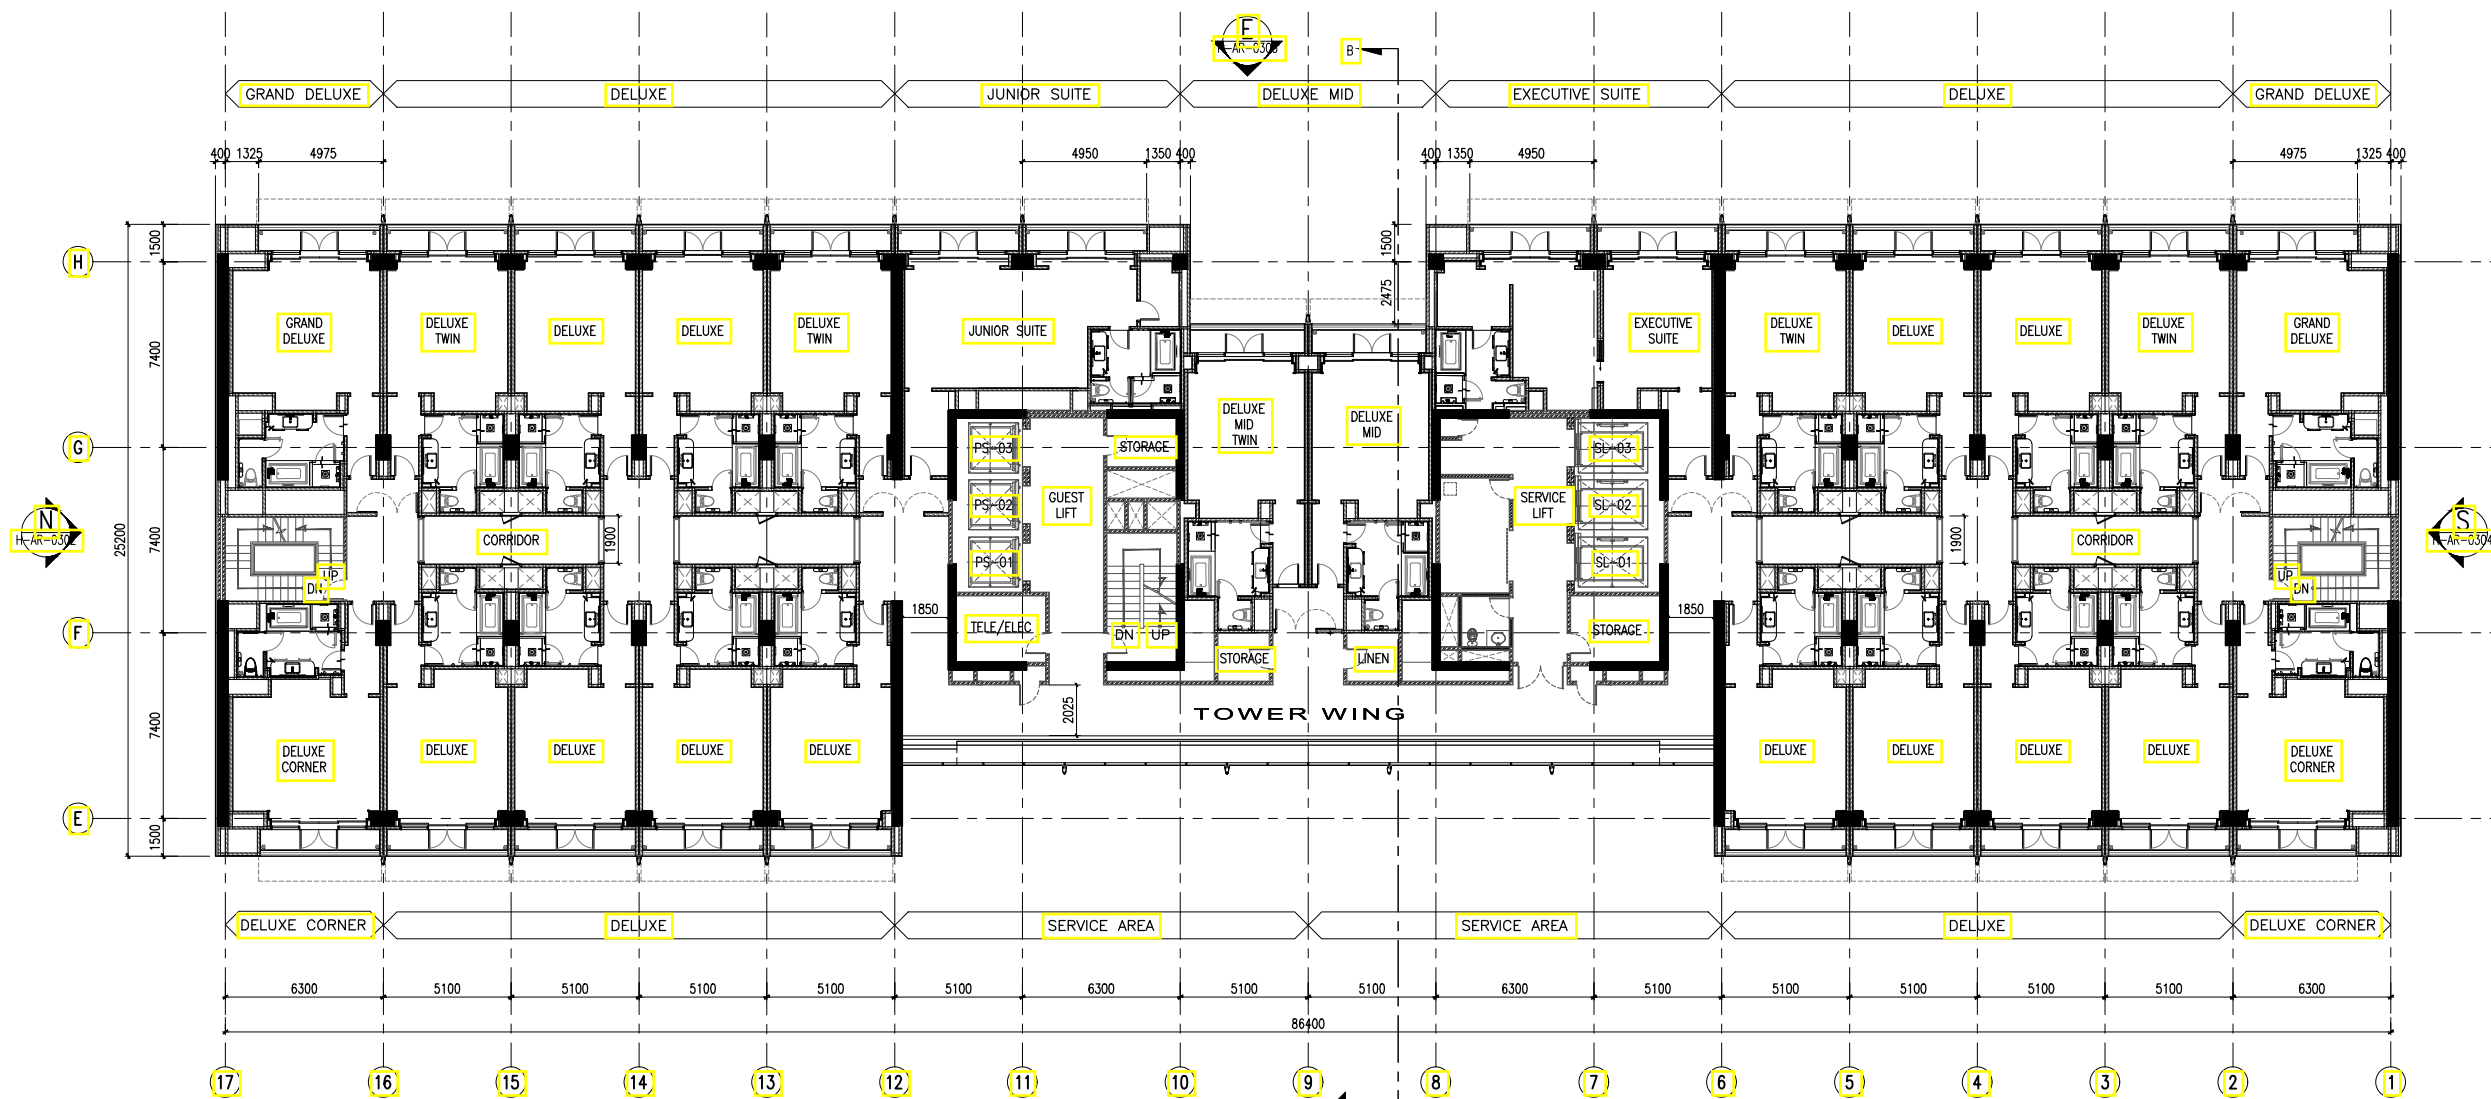 E
H-AR-0303
B
GRAND DELUXE DELUXE JUNIOR SUITE DELUXE MID EXECUTIVE SUITE DELUXE GRAND DELUXE
400 1325 4975 4950 1350 400 400 1350 4950 4975 1325 400
1500 1500
H
2475
7400
GRAND DELUXE DELUXE JUNIOR SUITE EXECUTIVE DELUXE DELUXE DELUXE DELUXE GRAND
DELUXE TWIN DELUXE DELUXE DELUXE TWIN SUITE TWIN TWIN DELUXE
DELUXE DELUXE
MID MID
TWIN
G
PS-03 STORAGE SL-03
PS-02 GUEST SERVICE SL-02
LIFT LIFT
N S
H-AR-0302 H-AR-0304
25200 7400
CORRIDOR 1900 1900 CORRIDOR
PS-01 SL-01
UP UP
DN DN
1850 1850
F
TELE/ELEC DN UP STORAGE
STORAGE LINEN
7400
2025
TOWER WING
DELUXE DELUXE DELUXE DELUXE DELUXE DELUXE DELUXE DELUXE DELUXE DELUXE
CORNER CORNER
E
1500
DELUXE CORNER DELUXE SERVICE AREA SERVICE AREA DELUXE DELUXE CORNER
6300 5100 5100 5100 5100 5100 6300 5100 5100 6300 5100 5100 5100 5100 5100 6300
86400
17 16 15 14 13 12 11 10 9 8 7 6 5 4 3 2 1